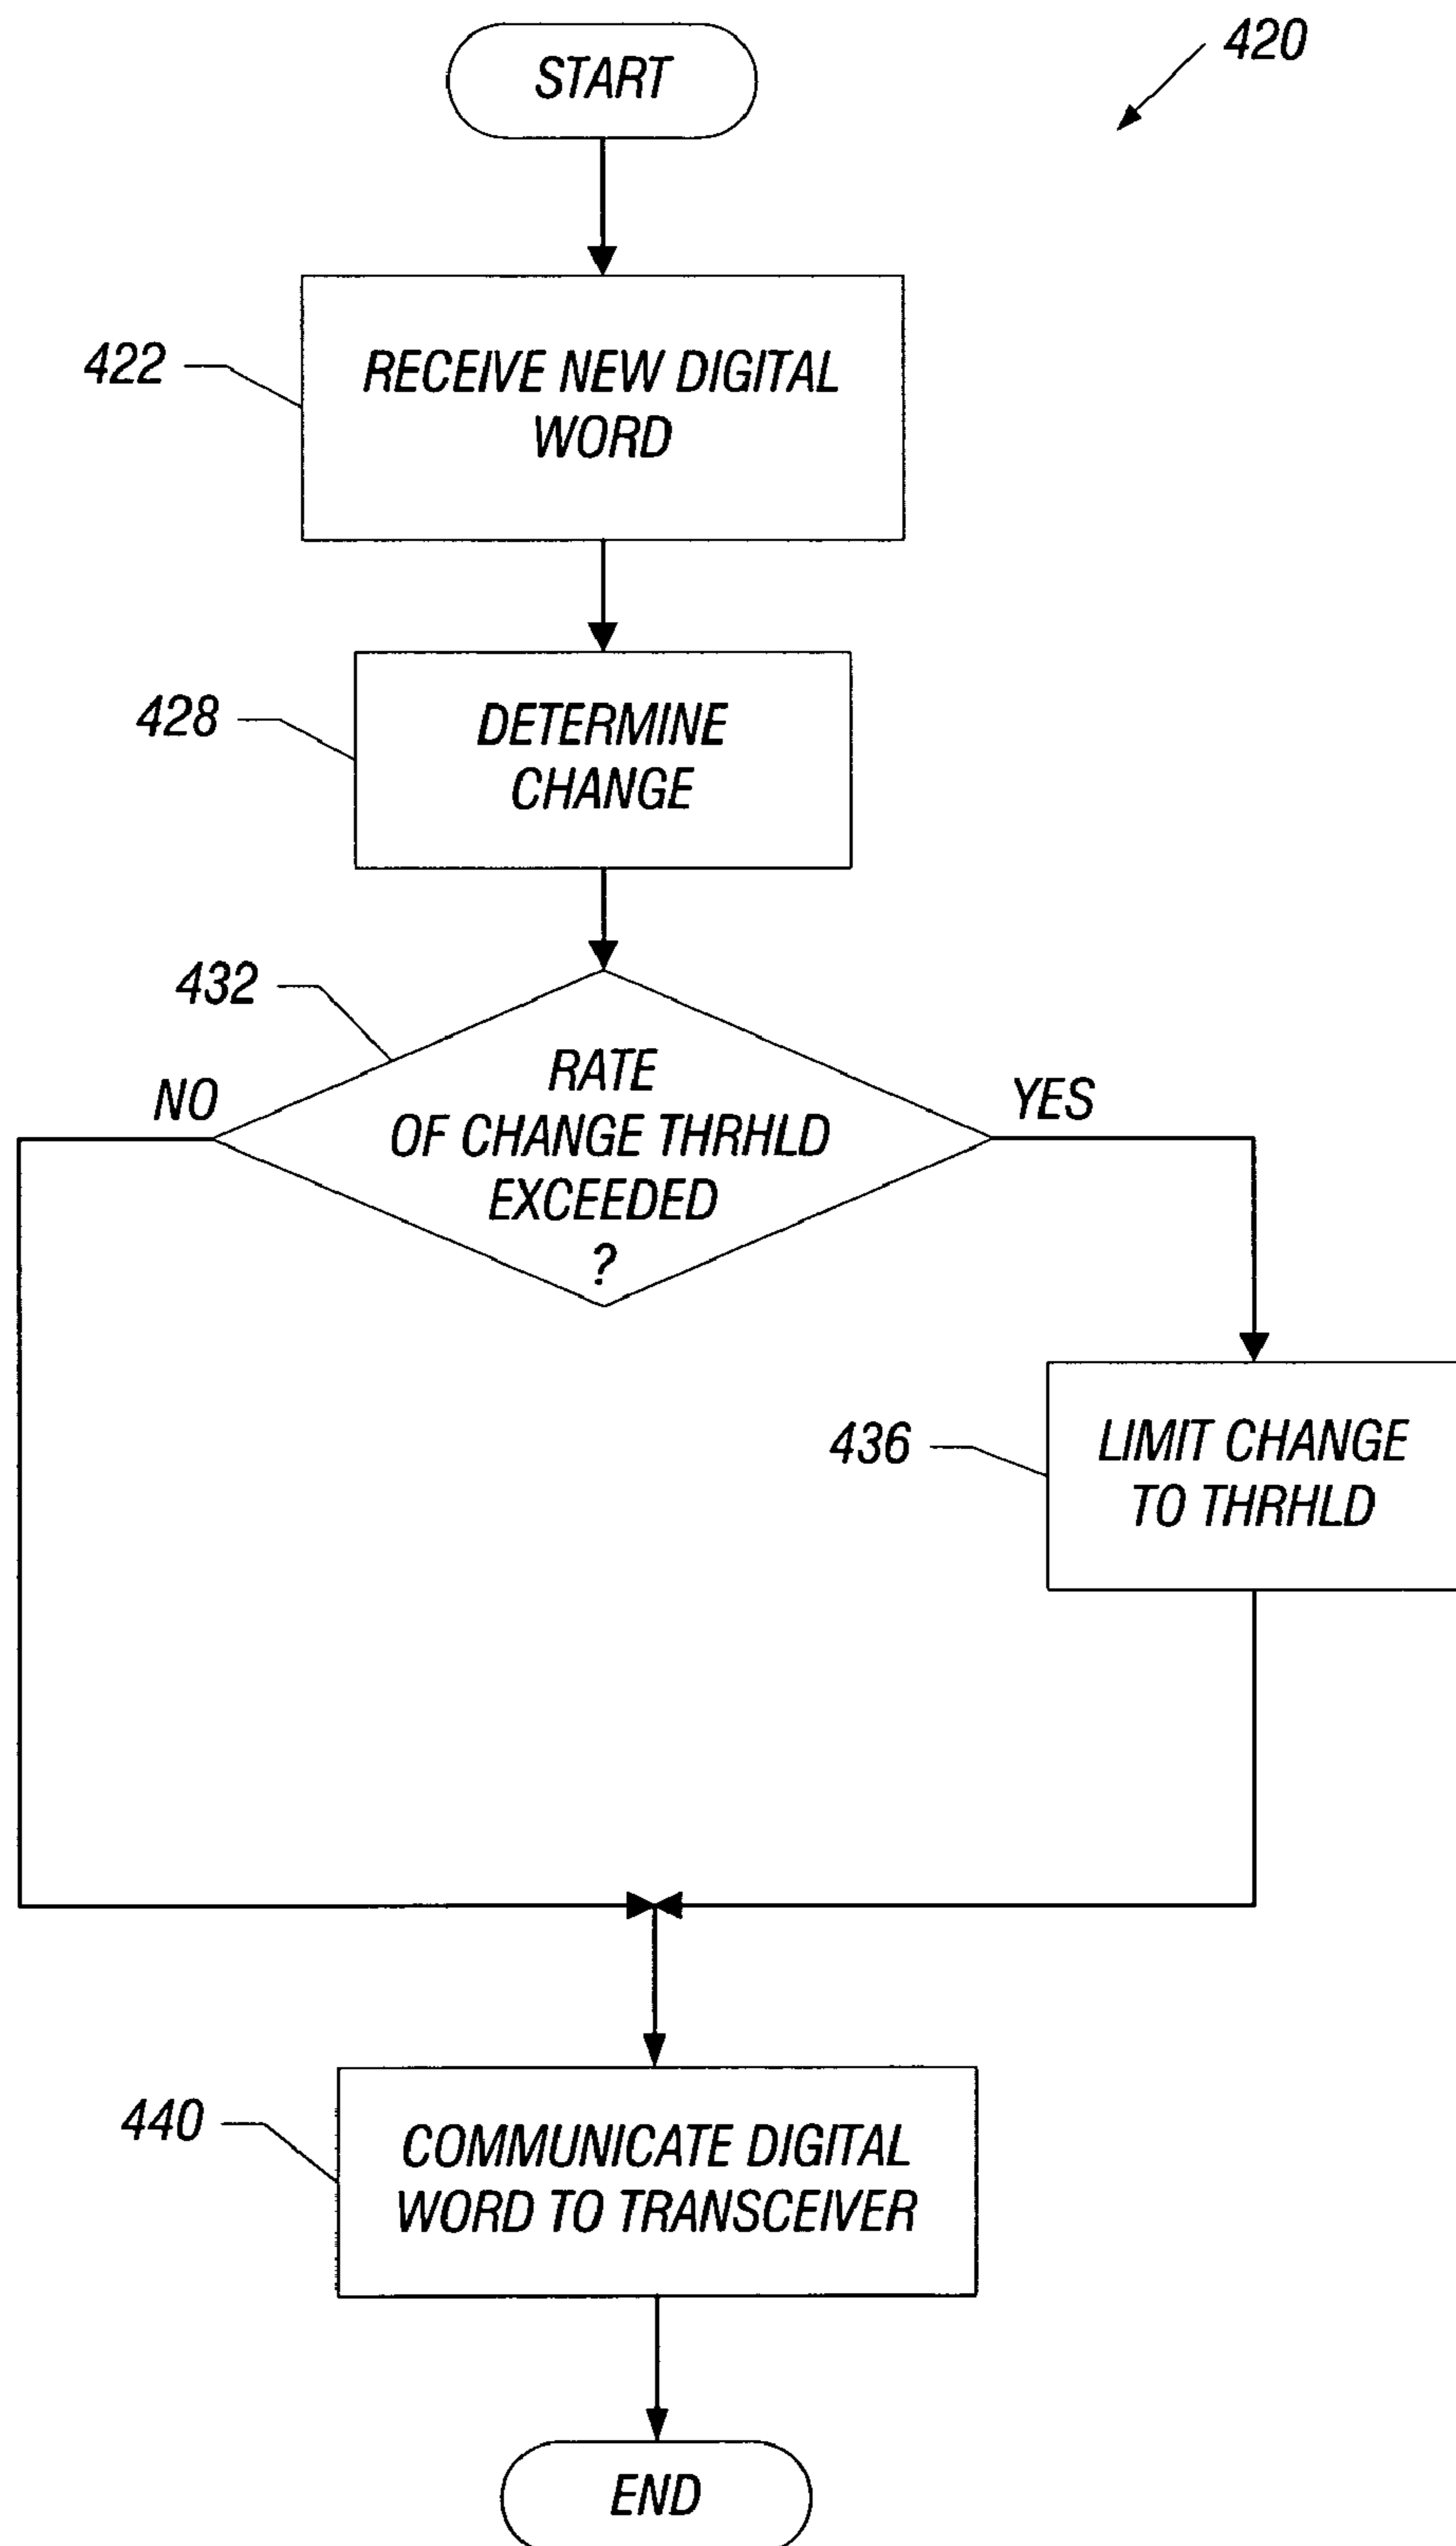 START
420
422
RECEIVE NEW DIGITAL
WORD
428
DETERMINE
CHANGE
432
RATE
OF CHANGE THRHLD
EXCEEDED
?
NO
YES
436
LIMIT CHANGE
TO THRHLD
440
COMMUNICATE DIGITAL
WORD TO TRANSCEIVER
END